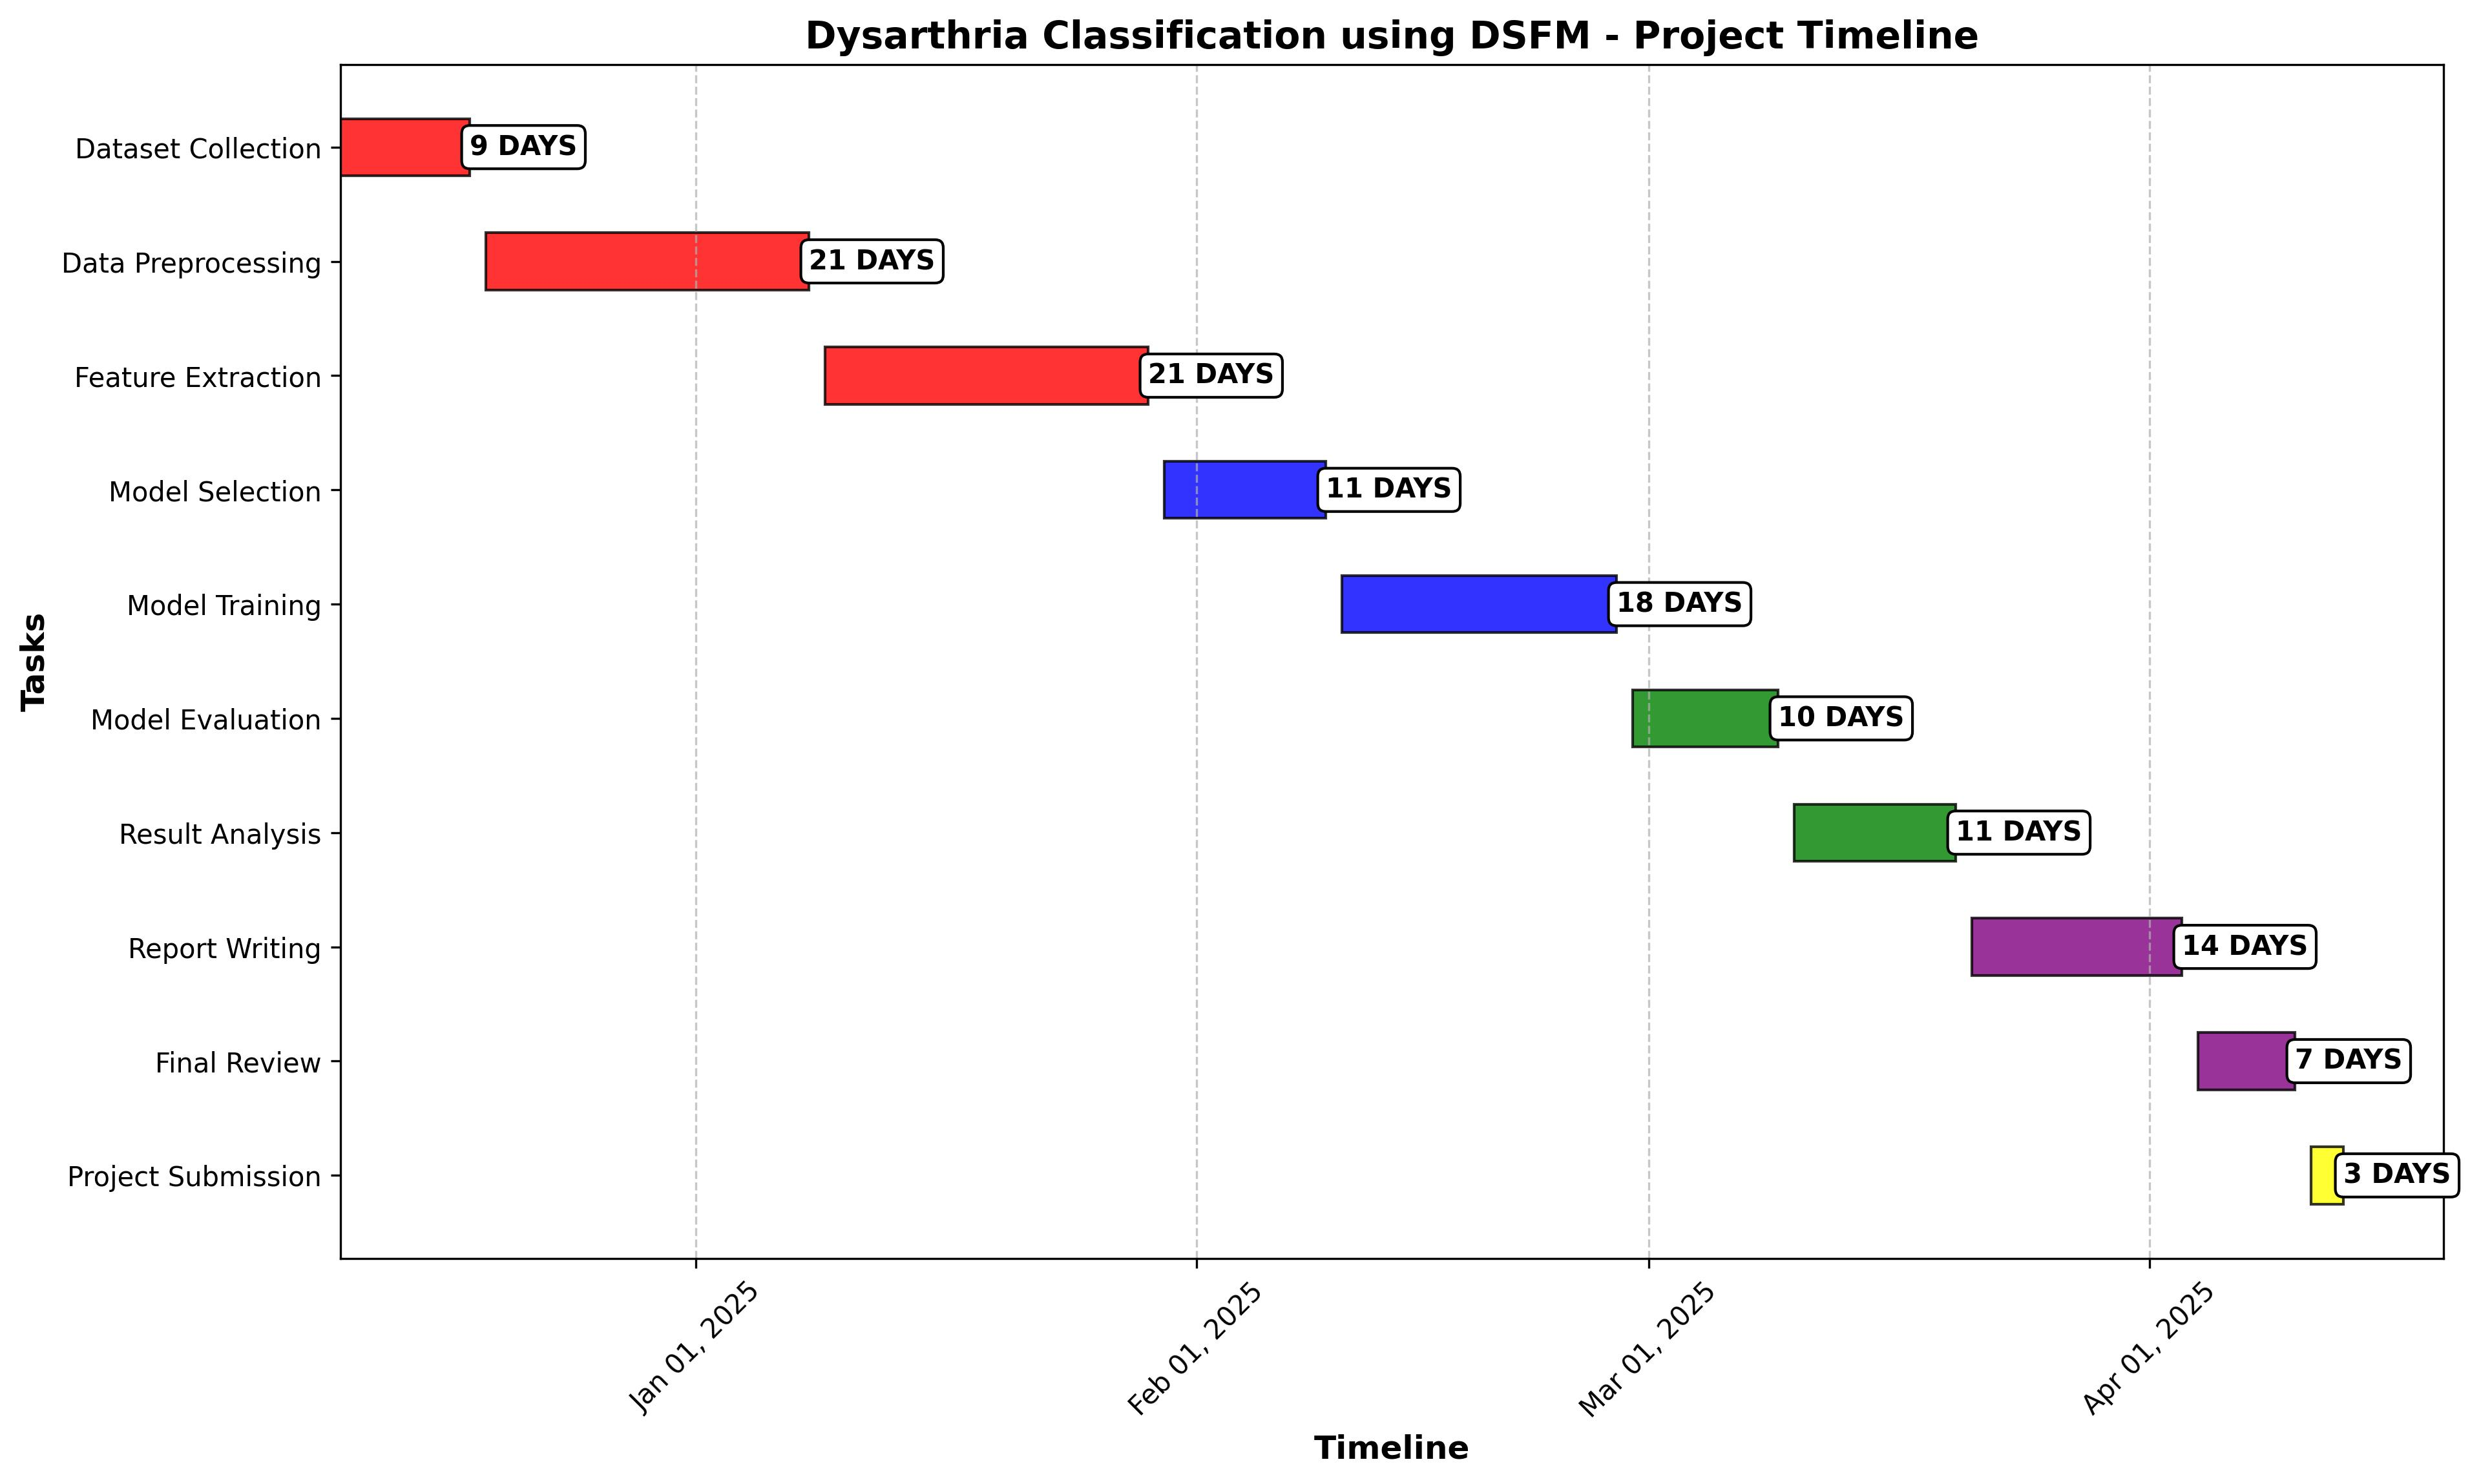 Dysarthria Classification using DSFM - Project Timeline
Tasks
Dataset Collection
9 DAYS
Data Preprocessing
21 DAYS
Feature Extraction
21 DAYS
Model Selection
11 DAYS
Model Training
18 DAYS
Model Evaluation
10 DAYS
Result Analysis
11 DAYS
Report Writing
14 DAYS
Final Review
7 DAYS
Project Submission
3 DAYS
Jan 01, 2025
Feb 01, 2025
Mar 01, 2025
Apr 01, 2025
Timeline